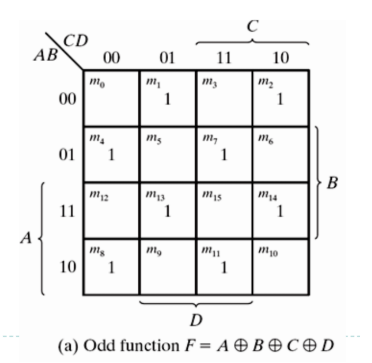 C
CD
AB 00 01 11 10
m₀ m₁ m₃ m₂
00 1 1
m₄ m₅ m₇ m₆
01 1 1
B
m₁₂ m₁₃ m₁₅ m₁₄
11 1 1
A
m₈ m₉ m₁₁ m₁₀
10 1 1
D
(a) Odd function F = A ⊕ B ⊕ C ⊕ D